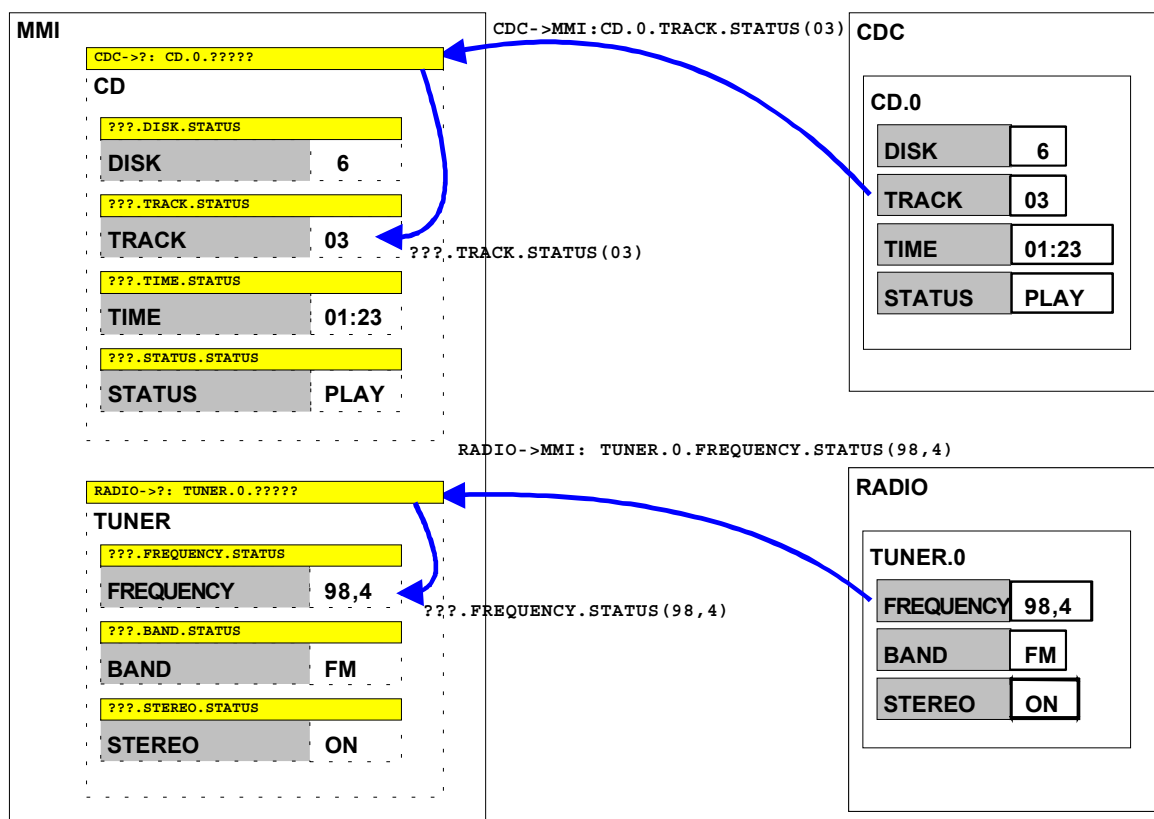 MMI
CDC->?: CD.0.?????
CD
???.DISK.STATUS
DISK 6
???.TRACK.STATUS
TRACK 03
???.TRACK.STATUS(03)
???.TIME.STATUS
TIME 01:23
???.STATUS.STATUS
STATUS PLAY
CDC->MMI:CD.0.TRACK.STATUS(03)
CDC
CD.0
DISK 6
TRACK 03
TIME 01:23
STATUS PLAY
RADIO->MMI: TUNER.0.FREQUENCY.STATUS(98,4)
RADIO->?: TUNER.0.?????
TUNER
???.FREQUENCY.STATUS
FREQUENCY 98,4
???.FREQUENCY.STATUS(98,4)
???.BAND.STATUS
BAND FM
???.STEREO.STATUS
STEREO ON
RADIO
TUNER.0
FREQUENCY 98,4
BAND FM
STEREO ON